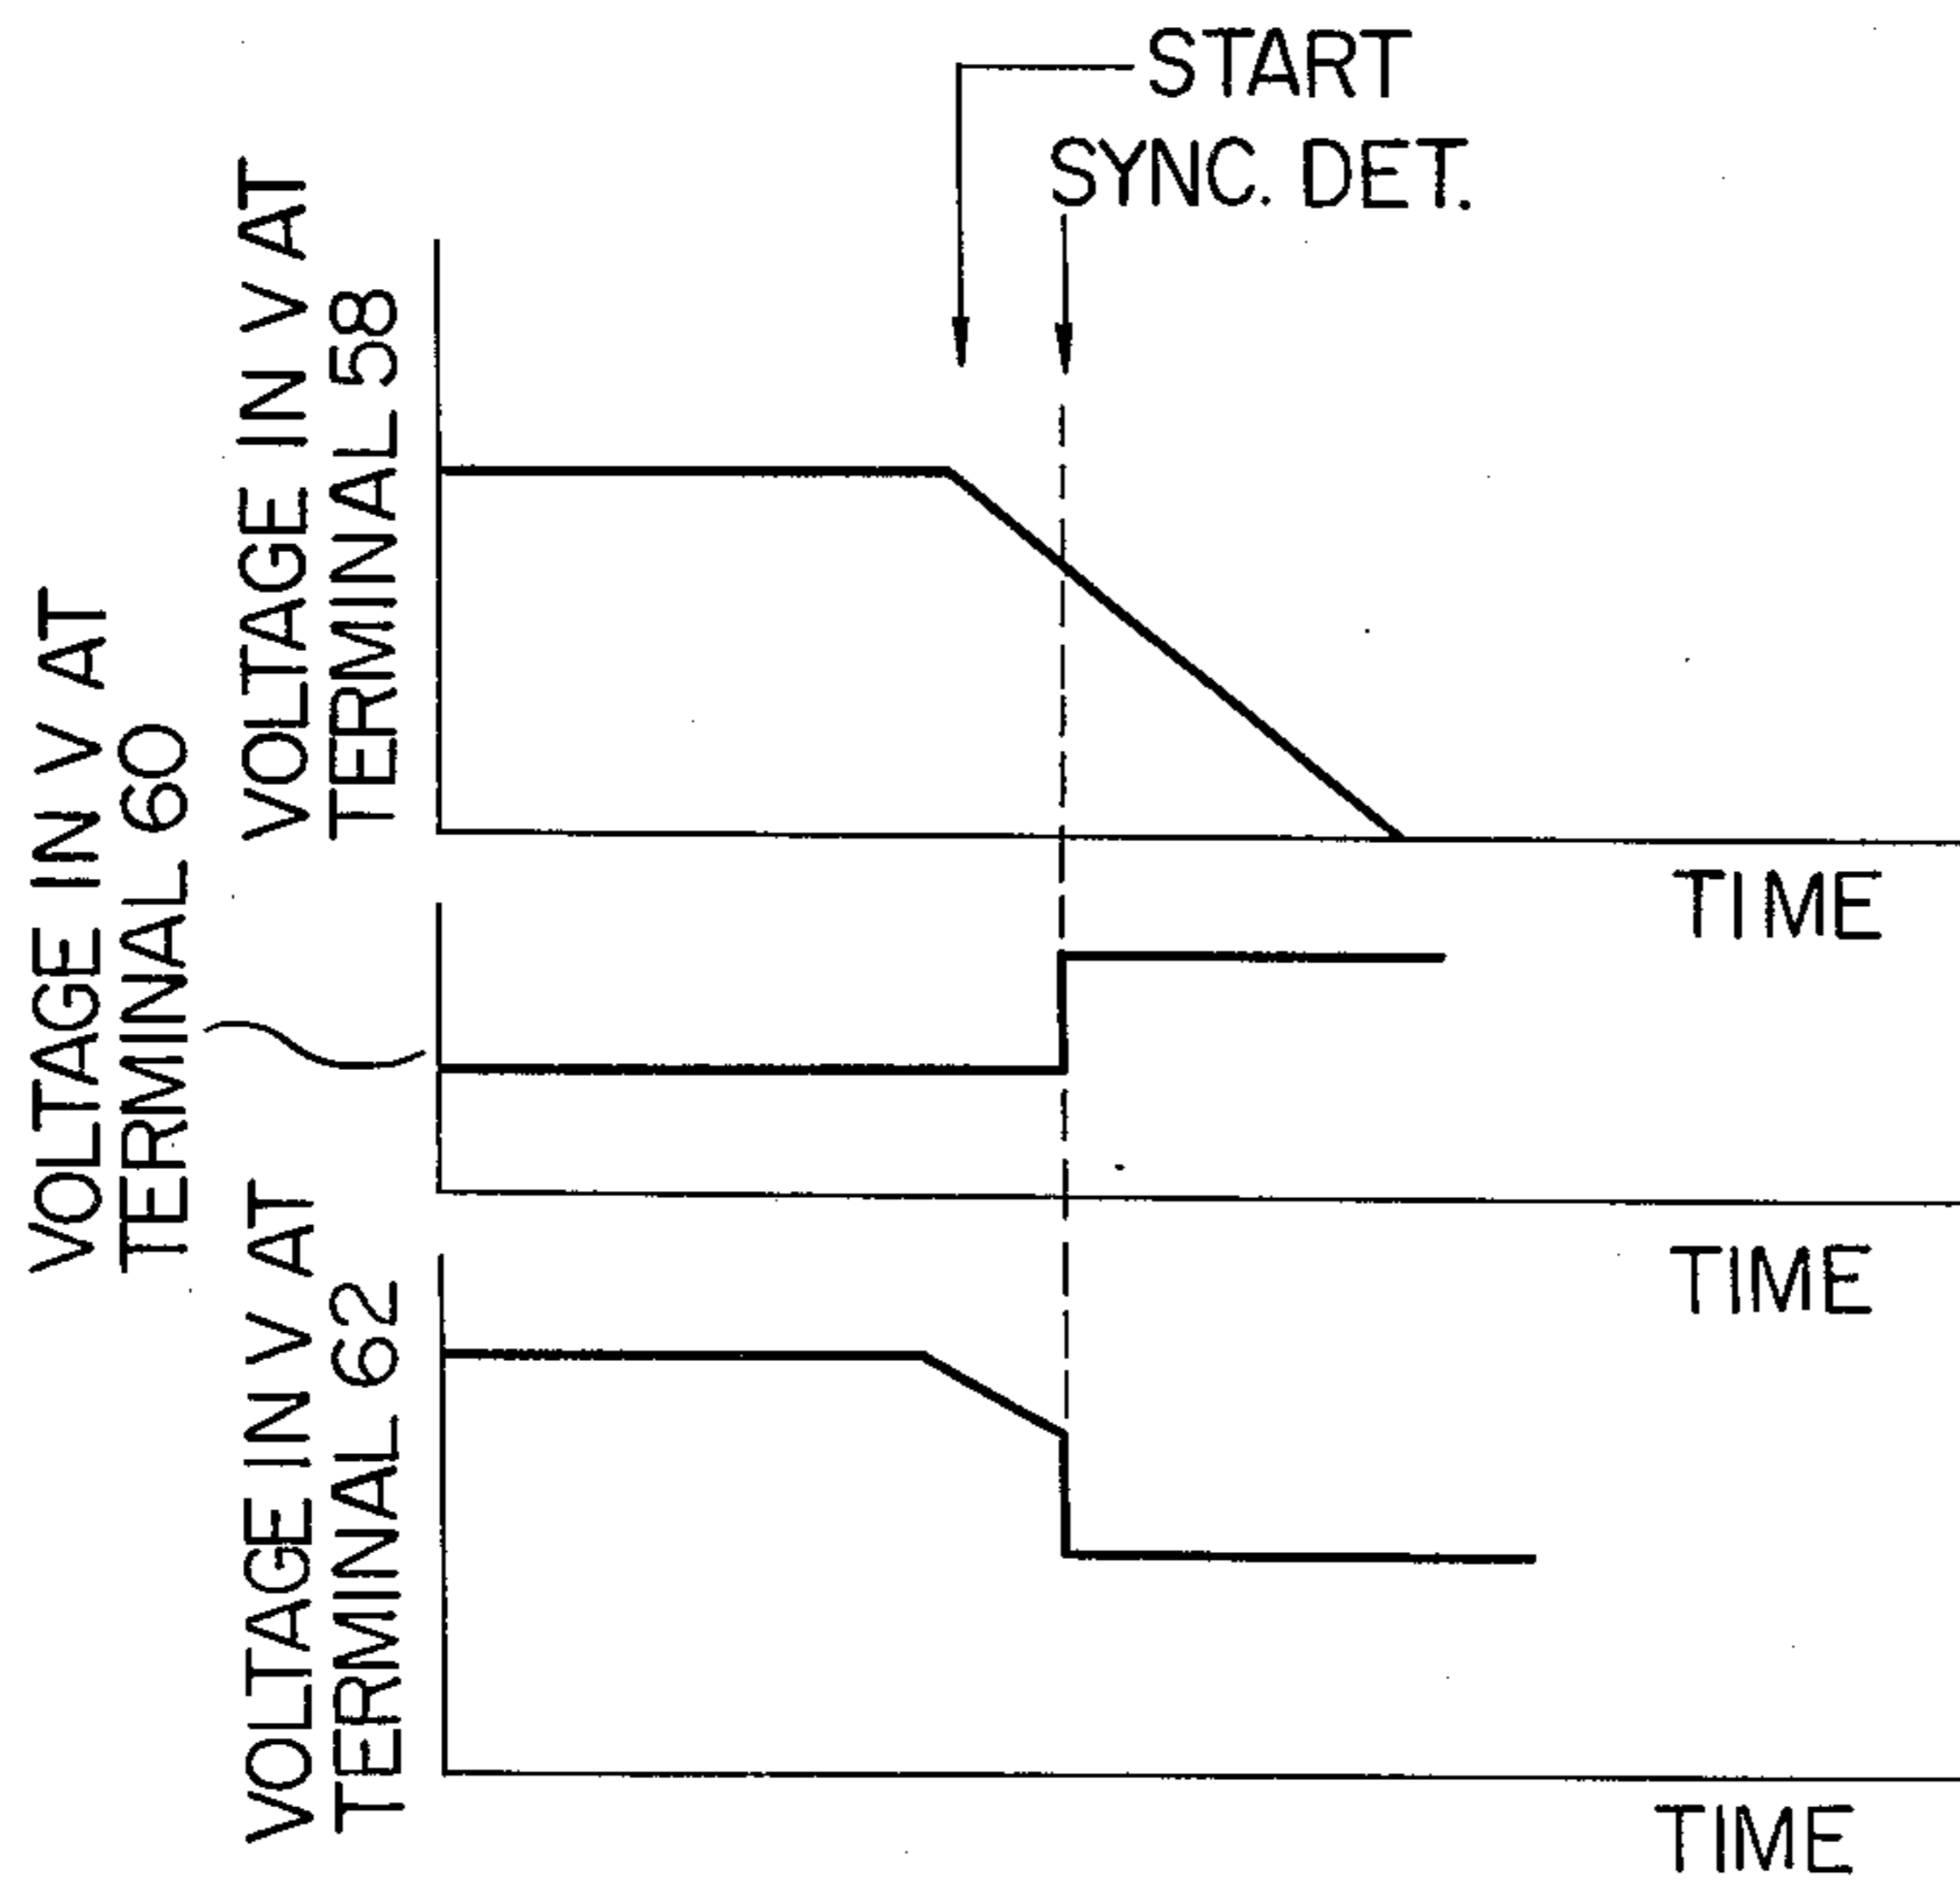 START
SYNC. DET.
VOLTAGE IN V AT
TERMINAL 58
TIME
VOLTAGE IN V AT
TERMINAL 60
TIME
VOLTAGE IN V AT
TERMINAL 62
TIME